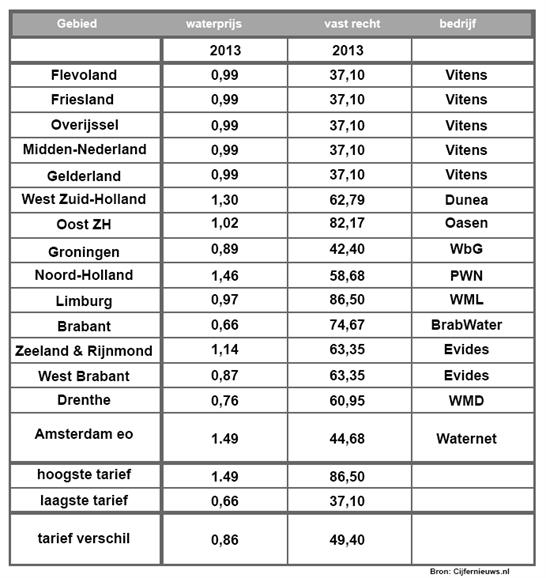 Gebied waterprijs vast recht bedrijf
2013 2013
Flevoland 0,99 37,10 Vitens
Friesland 0,99 37,10 Vitens
Overijssel 0,99 37,10 Vitens
Midden-Nederland 0,99 37,10 Vitens
Gelderland 0,99 37,10 Vitens
West Zuid-Holland 1,30 62,79 Dunea
Oost ZH 1,02 82,17 Oasen
Groningen 0,89 42,40 WbG
Noord-Holland 1,46 58,68 PWN
Limburg 0,97 86,50 WML
Brabant 0,66 74,67 BrabWater
Zeeland & Rijnmond 1,14 63,35 Evides
West Brabant 0,87 63,35 Evides
Drenthe 0,76 60,95 WMD
Amsterdam eo 1.49 44,68 Waternet
hoogste tarief 1.49 86,50
laagste tarief 0,66 37,10
tarief verschil 0,86 49,40
Bron: Cijfernieuws.nl